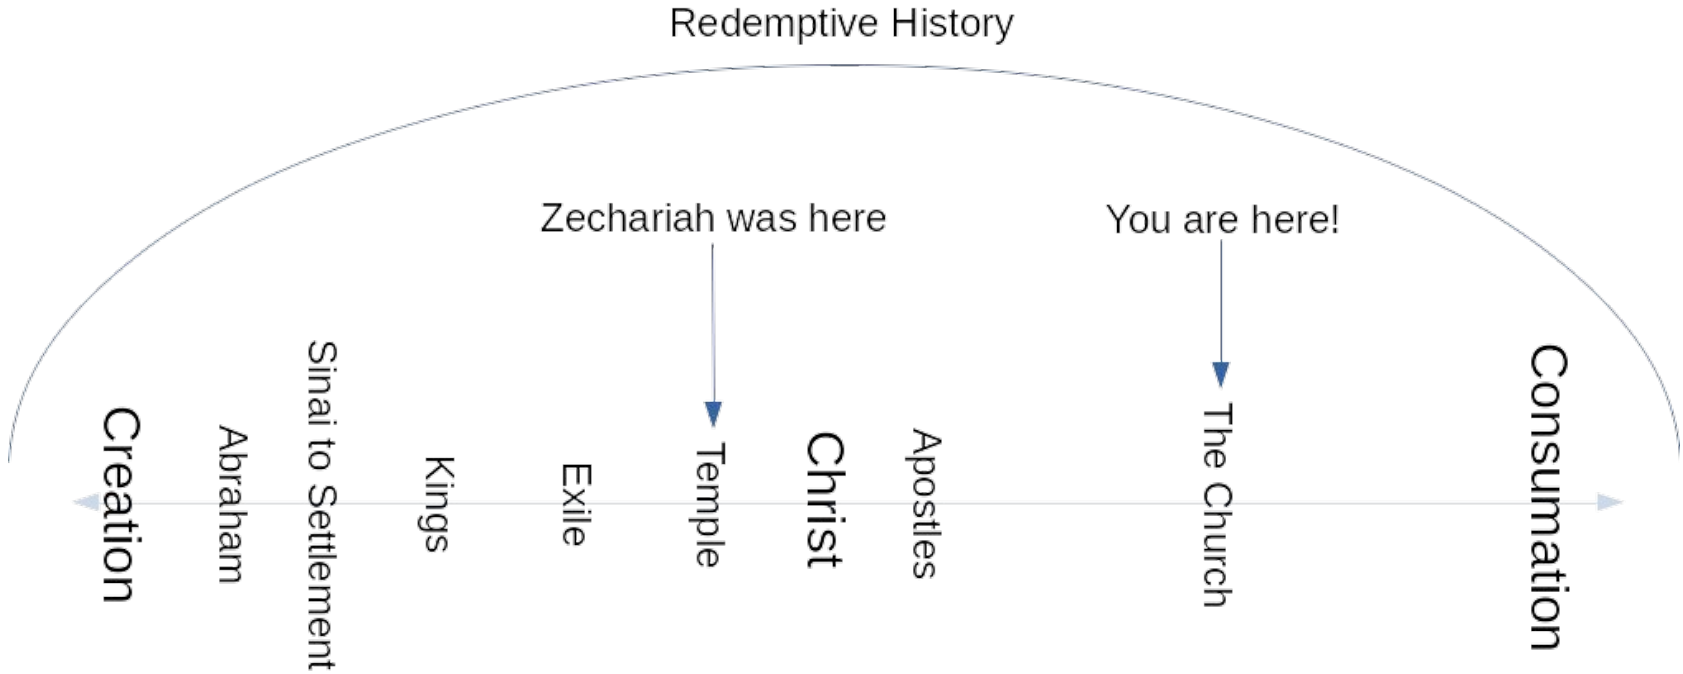 Redemptive History
Zechariah was here
You are here!
Creation
Abraham
Sinai to Settlement
Kings
Exile
Temple
Christ
Apostles
The Church
Consumation